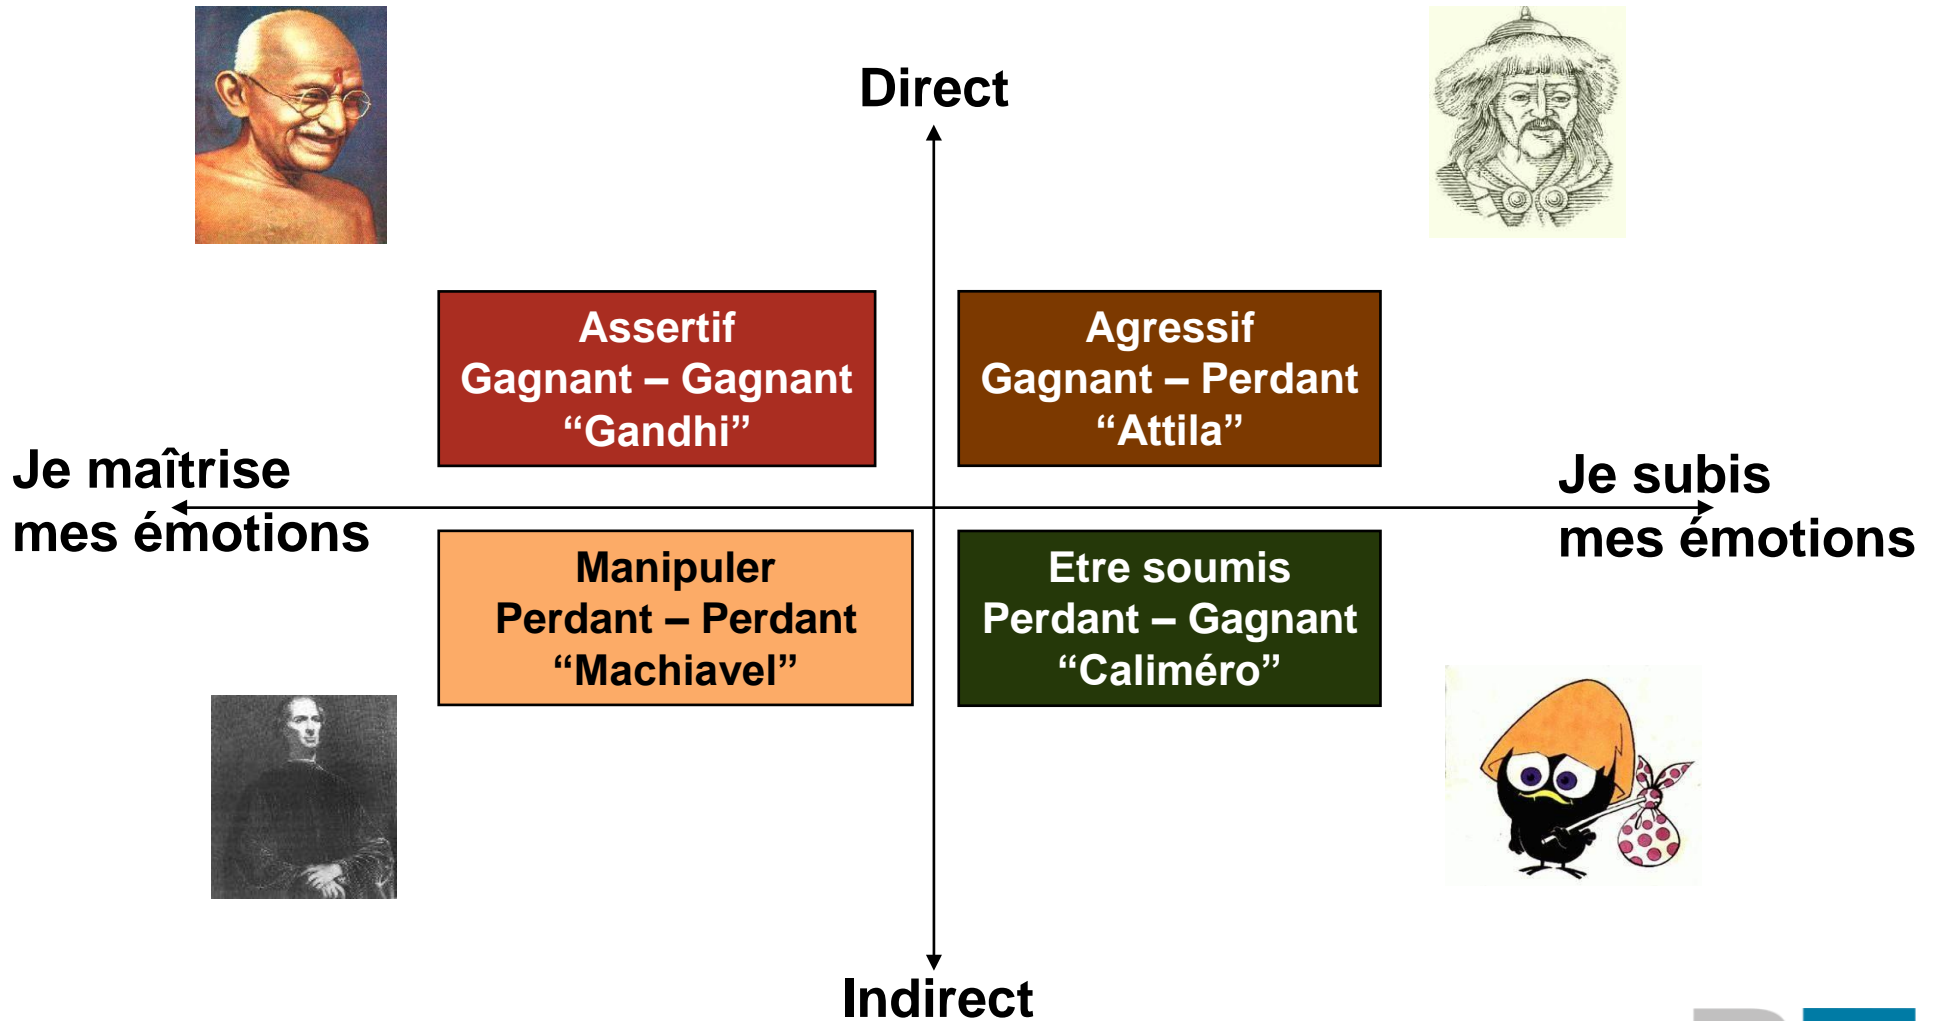 Direct
Assertif
Gagnant – Gagnant
“Gandhi”
Agressif
Gagnant – Perdant
“Attila”
Je maîtrise
mes émotions
Je subis
mes émotions
Manipuler
Perdant – Perdant
“Machiavel”
Etre soumis
Perdant – Gagnant
“Caliméro”
Indirect